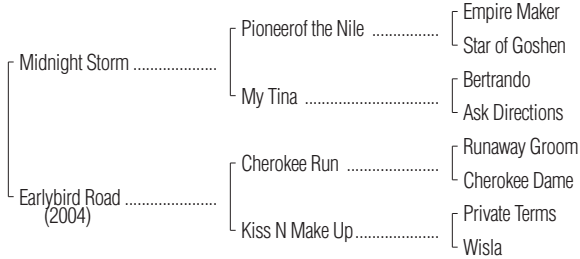 Empire Maker
Pioneerof the Nile ..................
Star of Goshen
Midnight Storm .....................
Bertrando
My Tina .............................
Ask Directions
Runaway Groom
Cherokee Run ....................
Cherokee Dame
Earlybird Road ......................
(2004)
Private Terms
Kiss N Make Up ..................
Wisla